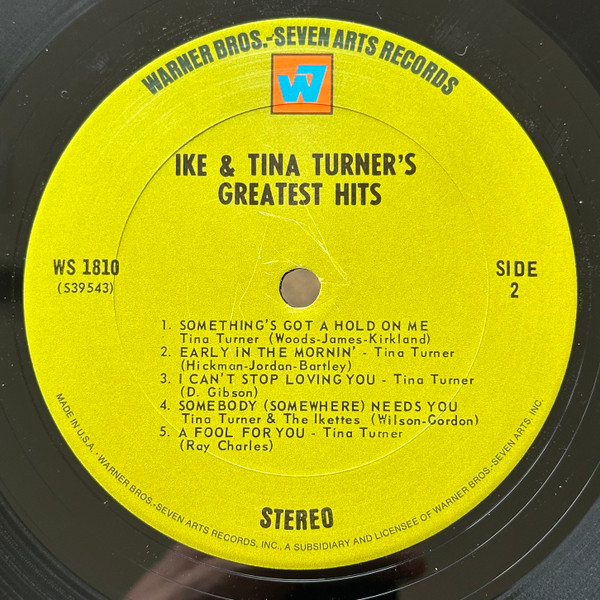 WARNER BROS.-SEVEN ARTS RECORDS
W7
IKE & TINA TURNER'S
GREATEST HITS
WS 1810
(S39543)
SIDE
2
1. SOMETHING'S GOT A HOLD ON ME
Tina Turner (Woods-James-Kirkland)
2. EARLY IN THE MORNIN' - Tina Turner
(Hickman-Jordan-Bartley)
3. I CAN'T STOP LOVING YOU - Tina Turner
(D. Gibson)
4. SOMEBODY (SOMEWHERE) NEEDS YOU
Tina Turner & The Ikettes (Wilson-Gordon)
5. A FOOL FOR YOU - Tina Turner
(Ray Charles)
STEREO
MADE IN U.S.A. • WARNER BROS.-SEVEN ARTS RECORDS, INC., A SUBSIDIARY AND LICENSEE OF WARNER BROS.-SEVEN ARTS, INC.